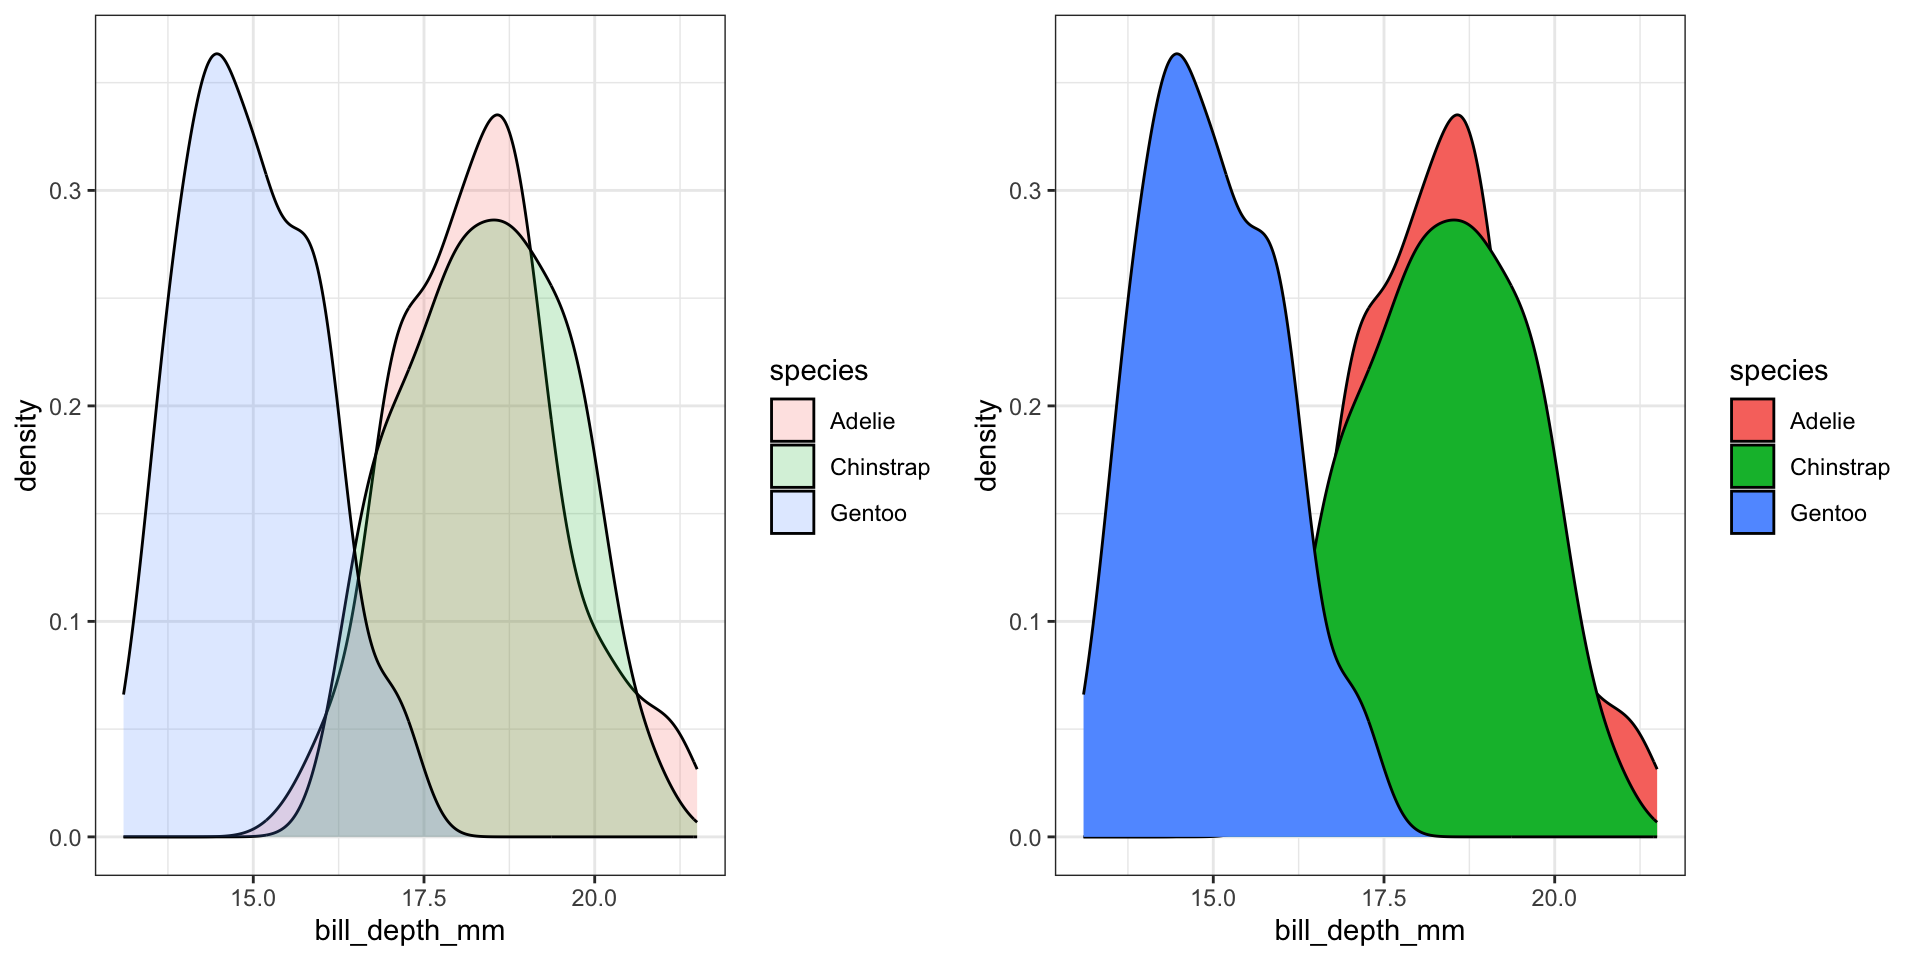 density
0.3
0.2
0.1
0.0
15.0 17.5 20.0
bill_depth_mm
species
Adelie
Chinstrap
Gentoo
density
0.3
0.2
0.1
0.0
15.0 17.5 20.0
bill_depth_mm
species
Adelie
Chinstrap
Gentoo